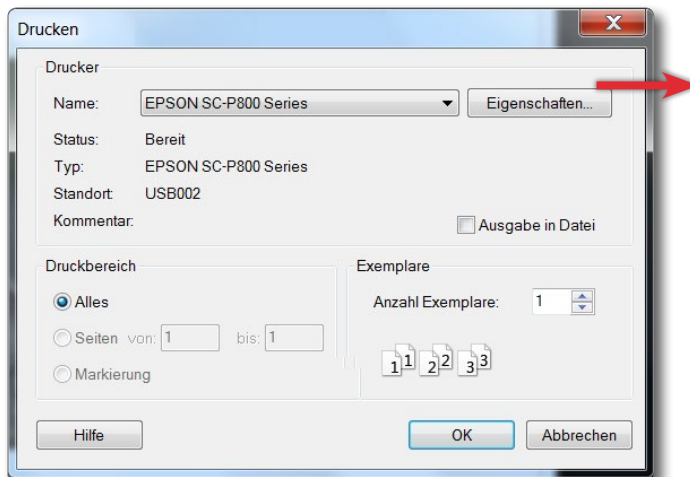 Drucken
Drucker
Name: EPSON SC-P800 Series Eigenschaften...
Status: Bereit
Typ: EPSON SC-P800 Series
Standort: USB002
Kommentar: Ausgabe in Datei
Druckbereich
Alles
Seiten von: 1 bis: 1
Markierung
Exemplare
Anzahl Exemplare: 1
1 1 2 2 3 3
Hilfe OK Abbrechen